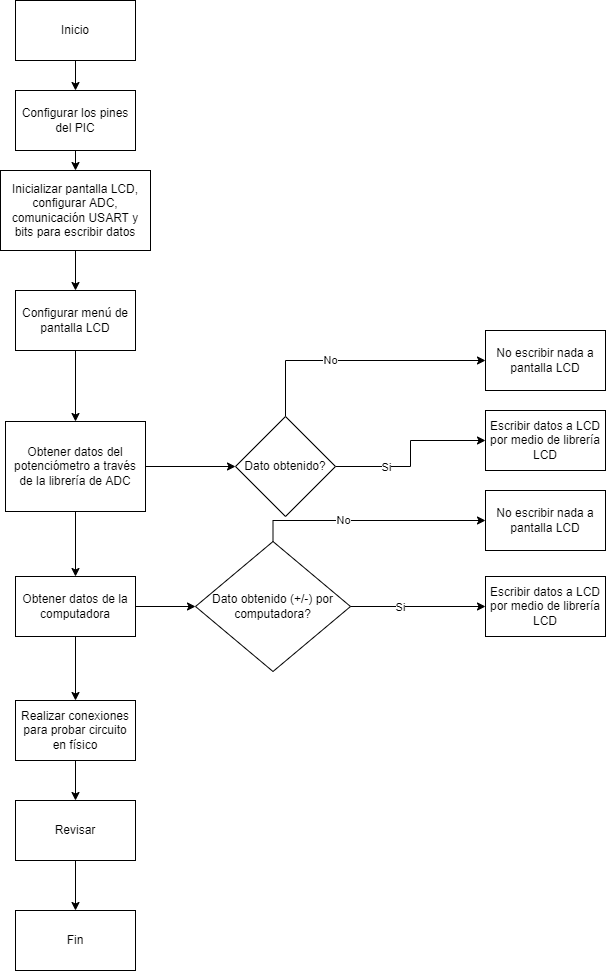 Inicio
Configurar los pines
del PIC
Inicializar pantalla LCD,
configurar ADC,
comunicación USART y
bits para escribir datos
Configurar menú de
pantalla LCD
No
No escribir nada a
pantalla LCD
Obtener datos del
potenciómetro a través
de la librería de ADC
Dato obtenido?
Si
Escribir datos a LCD
por medio de librería
LCD
No
No escribir nada a
pantalla LCD
Obtener datos de la
computadora
Dato obtenido (+/-) por
computadora?
Si
Escribir datos a LCD
por medio de librería
LCD
Realizar conexiones
para probar circuito
en físico
Revisar
Fin